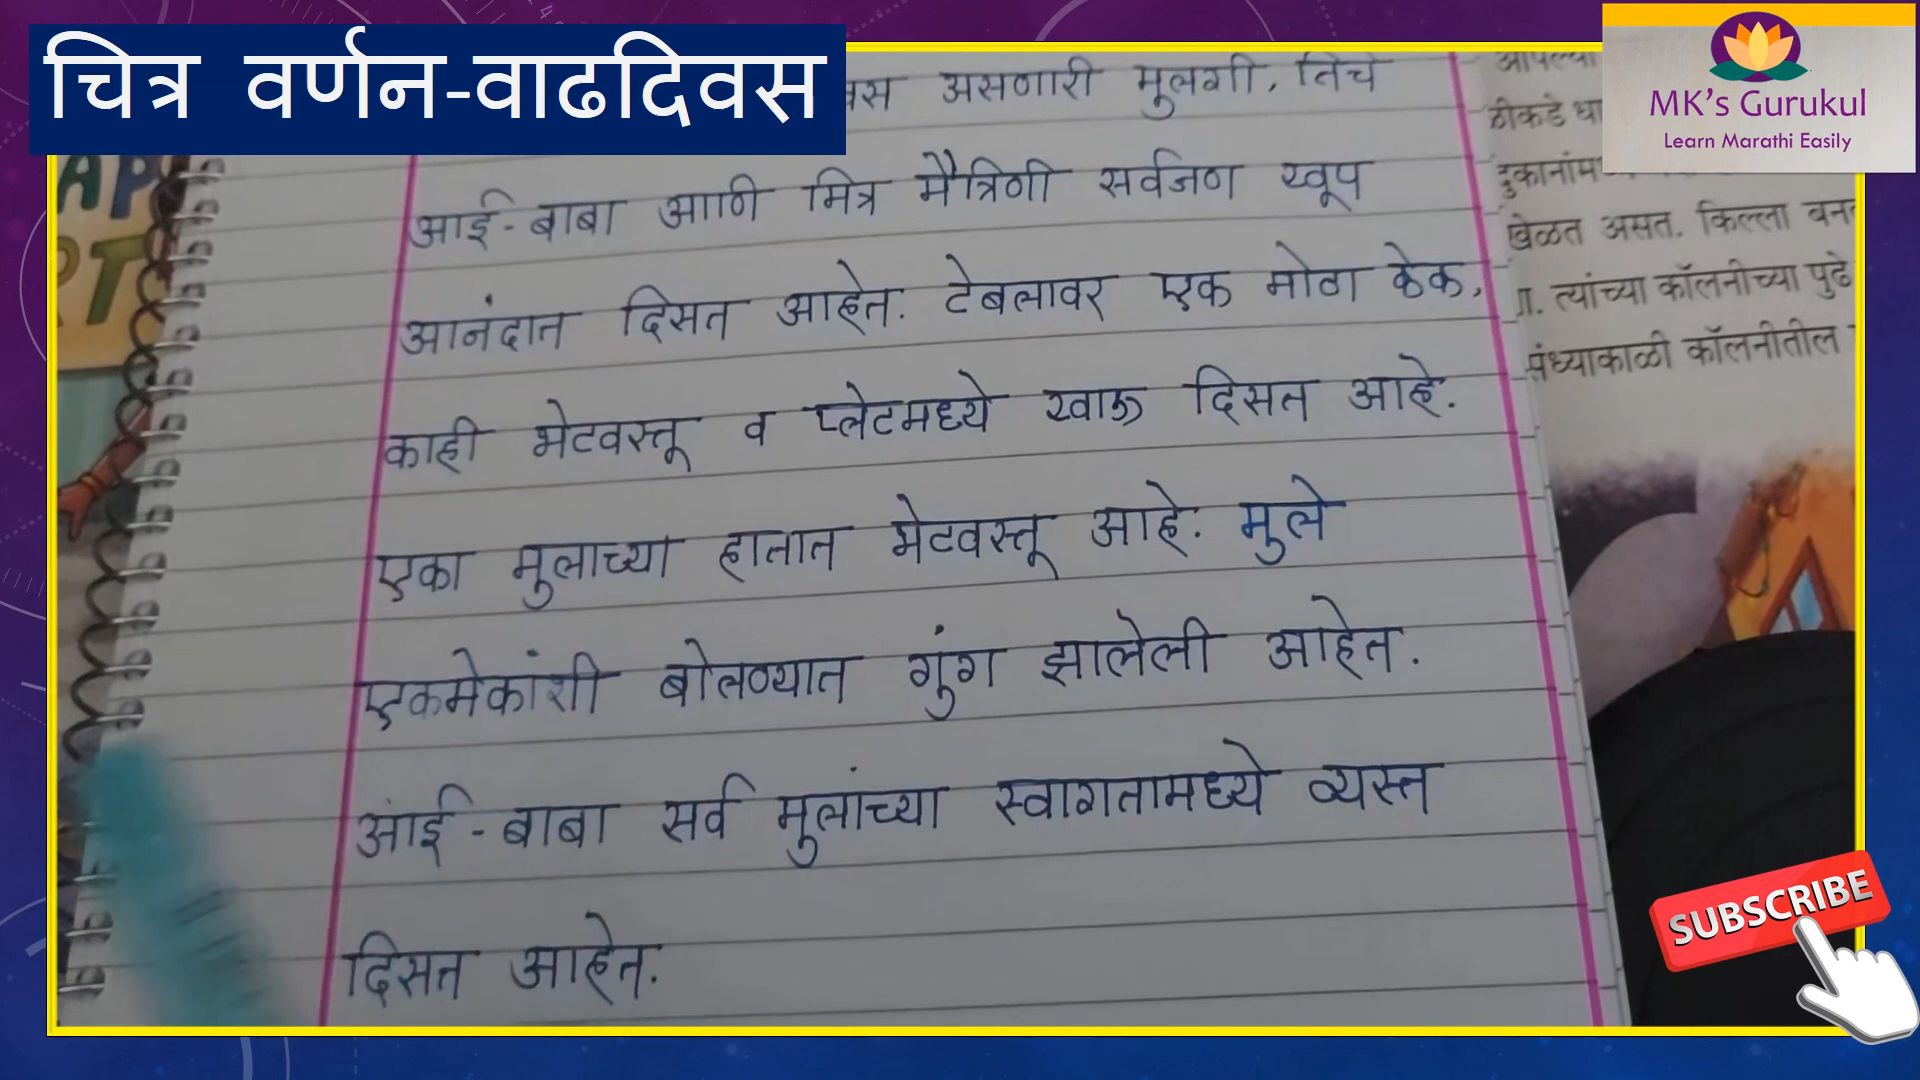 चित्र वर्णन-वाढदिवस
MK's Gurukul
Learn Marathi Easily
असणारी मुलगी, तिचे
आई-बाबा आणि मित्र मैत्रिणी सर्वजण खूप
आनंदात दिसत आहेत. टेबलावर एक मोठा केक,
काही भेटवस्तू व प्लेटमध्ये खाऊ दिसत आहे.
एका मुलाच्या हातात भेटवस्तू आहे. मुले
एकमेकांशी बोलण्यात गुंग झालेली आहेत.
आई-बाबा सर्व मुलांच्या स्वागतामध्ये व्यस्त
दिसत आहेत.
खेळत असत. किल्ला
त्यांच्या कॉलनीच्या पुढे
संध्याकाळी कॉलनीतील
SUBSCRIBE